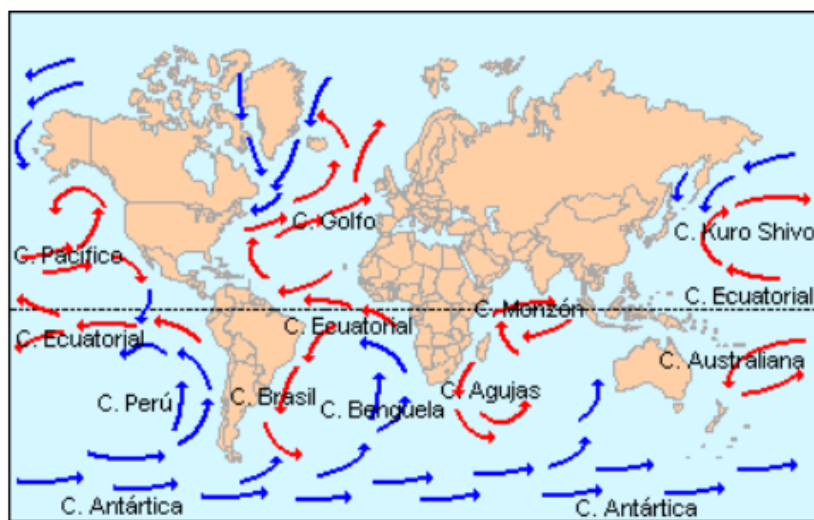 C. Golfo
C. Kuro Shivo
C. Pacífico
C. Ecuatorial
C. Monzón
C. Ecuatorial
C. Ecuatorial
C. Australiana
C. Perú
C. Brasil
C. Benguela
C. Agujas
C. Antártica
C. Antártica